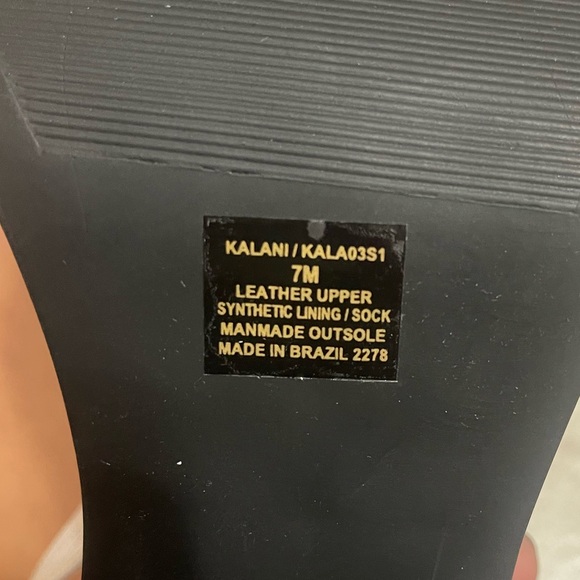 KALANI / KALA03S1
7M
LEATHER UPPER
SYNTHETIC LINING / SOCK
MANMADE OUTSOLE
MADE IN BRAZIL 2278